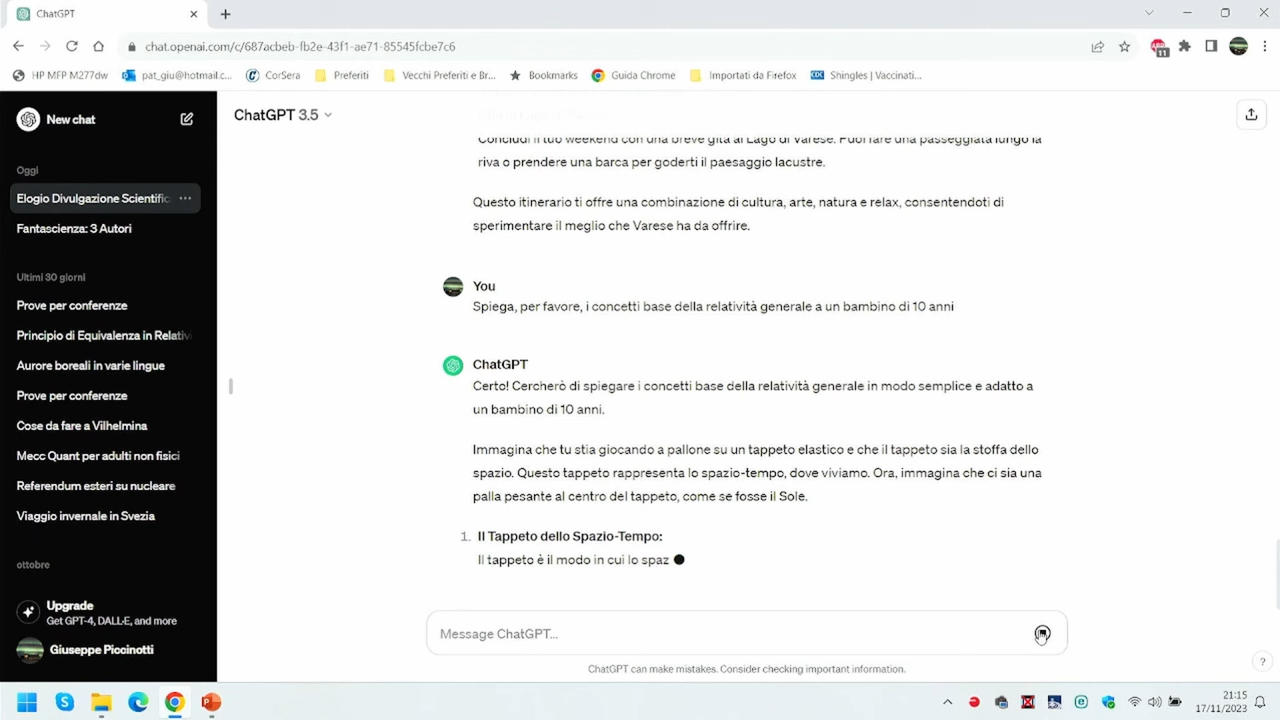 ChatGPT
chat.openai.com/c/687acbeb-fb2e-43f1-ae71-85545fcbe7c6
HP MFP M277dw
pat_giu@hotmail.c...
CorSera
Preferiti
Vecchi Preferiti e Br...
Bookmarks
Guida Chrome
Importati da Firefox
Shingles | Vaccinati...
11
New chat
Oggi
Elogio Divulgazione Scientific
Fantascienza: 3 Autori
Ultimi 30 giorni
Prove per conferenze
Principio di Equivalenza in Relativi
Aurore boreali in varie lingue
Prove per conferenze
Cose da fare a Vilhelmina
Mecc Quant per adulti non fisici
Referendum esteri su nucleare
Viaggio invernale in Svezia
ottobre
Upgrade
Get GPT-4, DALL·E, and more
Giuseppe Piccinotti
ChatGPT 3.5
Concludi il tuo weekend con una breve gita al Lago di Varese. Puoi fare una passeggiata lungo la
riva o prendere una barca per goderti il paesaggio lacustre.
Questo itinerario ti offre una combinazione di cultura, arte, natura e relax, consentendoti di
sperimentare il meglio che Varese ha da offrire.
You
Spiega, per favore, i concetti base della relatività generale a un bambino di 10 anni
ChatGPT
Certo! Cercherò di spiegare i concetti base della relatività generale in modo semplice e adatto a
un bambino di 10 anni.
Immagina che tu stia giocando a pallone su un tappeto elastico e che il tappeto sia la stoffa dello
spazio. Questo tappeto rappresenta lo spazio-tempo, dove viviamo. Ora, immagina che ci sia una
palla pesante al centro del tappeto, come se fosse il Sole.
1. Il Tappeto dello Spazio-Tempo:
Il tappeto è il modo in cui lo spaz
Message ChatGPT...
ChatGPT can make mistakes. Consider checking important information.
?
21:15
17/11/2023